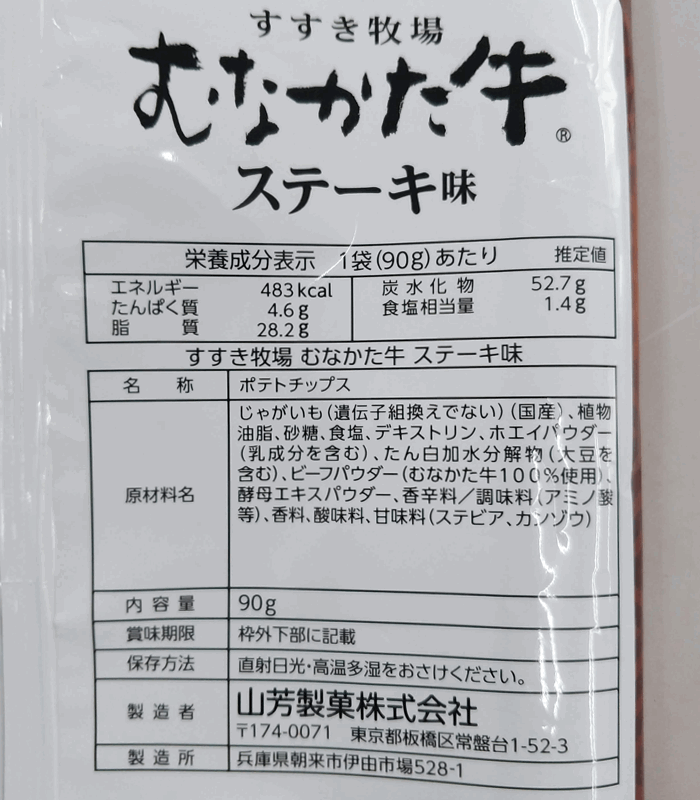 すすき牧場
むなかた牛®
ステーキ味
栄養成分表示 1袋(90g)あたり 推定値
エネルギー 483kcal
たんぱく質 4.6g
脂質 28.2g
炭水化物 52.7g
食塩相当量 1.4g
すすき牧場 むなかた牛 ステーキ味
名称 ポテトチップス
原材料名
じゃがいも(遺伝子組換えでない)(国産)、植物
油脂、砂糖、食塩、デキストリン、ホエイパウダー
(乳成分を含む)、たん白加水分解物(大豆を
含む)、ビーフパウダー(むなかた牛100%使用)、
酵母エキスパウダー、香辛料/調味料(アミノ酸
等)、香料、酸味料、甘味料(ステビア、カンゾウ)
内容量 90g
賞味期限 枠外下部に記載
保存方法 直射日光・高温多湿をおさけください。
製造者 山芳製菓株式会社
〒174-0071 東京都板橋区常盤台1-52-3
製造所 兵庫県朝来市伊由市場528-1